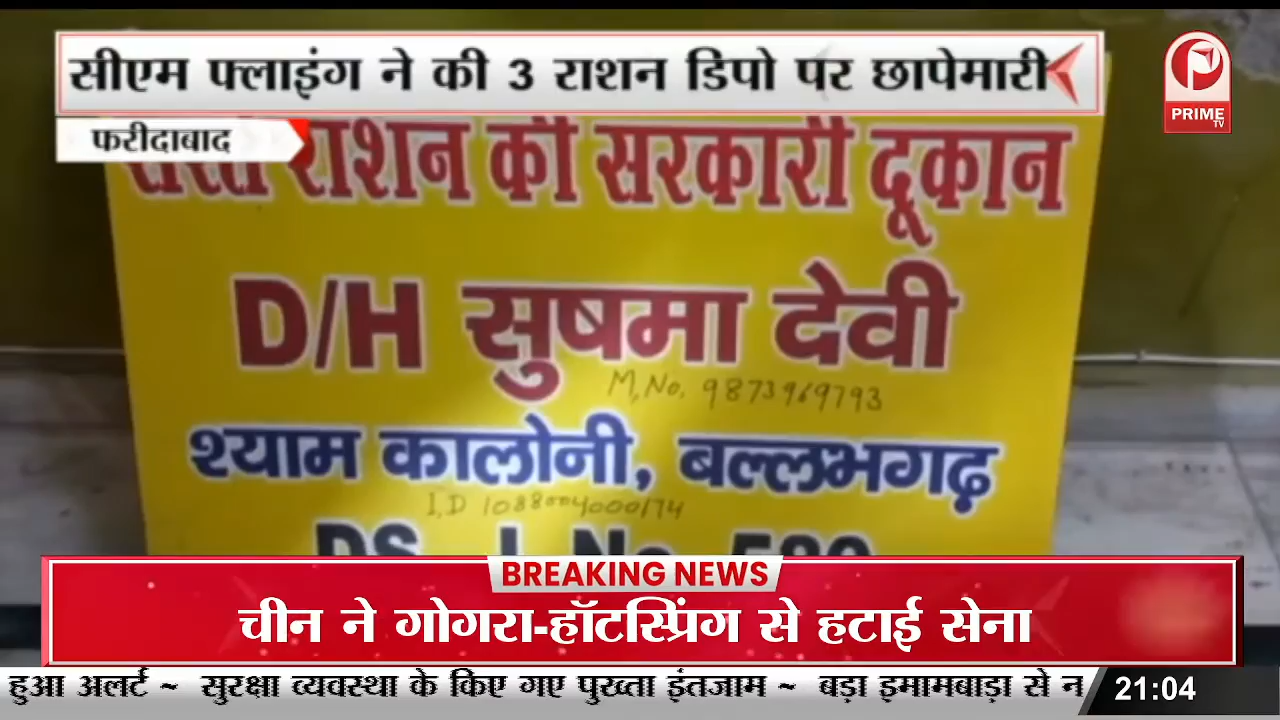 सीएम फ्लाइंग ने की 3 राशन डिपो पर छापेमारी
PRIME
TV
फरीदाबाद
राशन की सरकारी दूकान
D/H सुषमा देवी
M,No. 9873969793
श्याम कालोनी, बल्लभगढ़
I,D
BREAKING NEWS
चीन ने गोगरा-हॉटस्प्रिंग से हटाई सेना
हुआ अलर्ट ~ सुरक्षा व्यवस्था के किए गए पुख्ता इंतजाम ~ बड़ा इमामबाड़ा से न
21:04